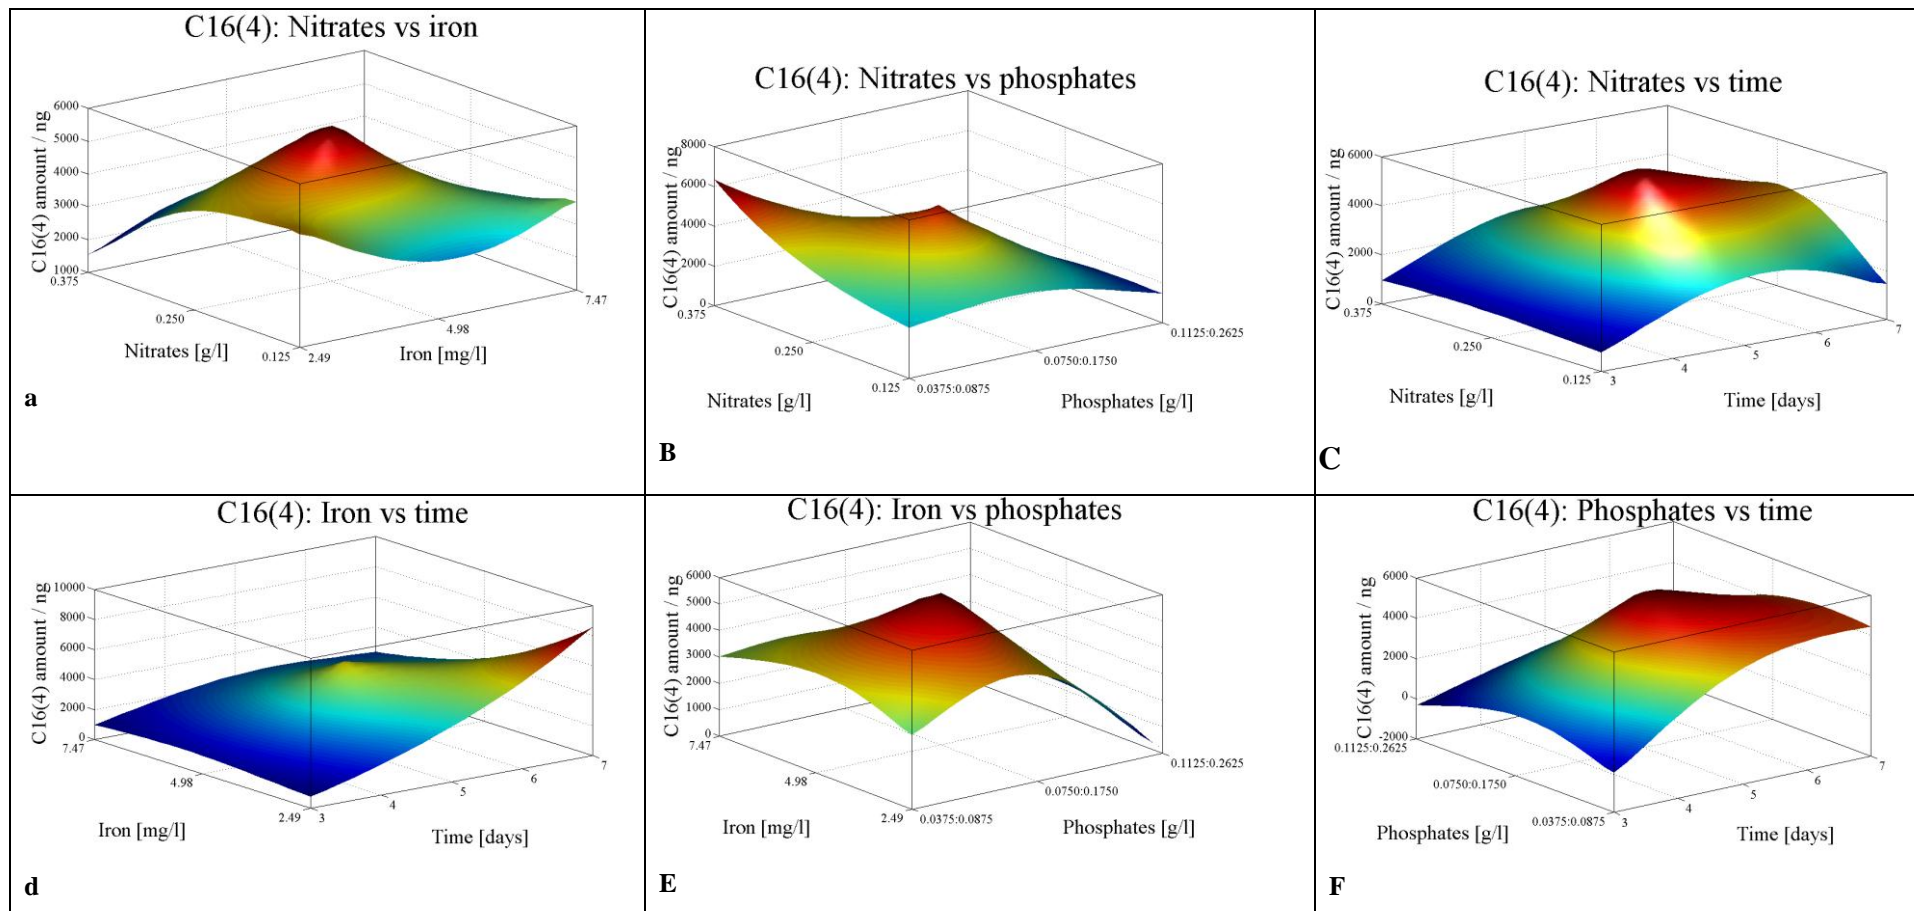 C16(4): Nitrates vs iron
C16(4) amount / ng
6000
5000
4000
3000
2000
1000
0.375
0.250
0.125
Nitrates [g/l]
2.49
4.98
7.47
Iron [mg/l]
a
C16(4): Nitrates vs phosphates
C16(4) amount / ng
8000
6000
4000
2000
0
0.375
0.250
0.125
Nitrates [g/l]
0.0375:0.0875
0.0750:0.1750
0.1125:0.2625
Phosphates [g/l]
B
C16(4): Nitrates vs time
C16(4) amount / ng
6000
4000
2000
0
0.375
0.250
0.125
Nitrates [g/l]
3
4
5
6
7
Time [days]
C
C16(4): Iron vs time
C16(4) amount / ng
10000
8000
6000
4000
2000
0
7.47
4.98
2.49
Iron [mg/l]
3
4
5
6
7
Time [days]
d
C16(4): Iron vs phosphates
C16(4) amount / ng
6000
5000
4000
3000
2000
1000
0
7.47
4.98
2.49
Iron [mg/l]
0.0375:0.0875
0.0750:0.1750
0.1125:0.2625
Phosphates [g/l]
E
C16(4): Phosphates vs time
C16(4) amount / ng
6000
4000
2000
0
-2000
0.1125:0.2625
0.0750:0.1750
0.0375:0.0875
Phosphates [g/l]
3
4
5
6
7
Time [days]
F